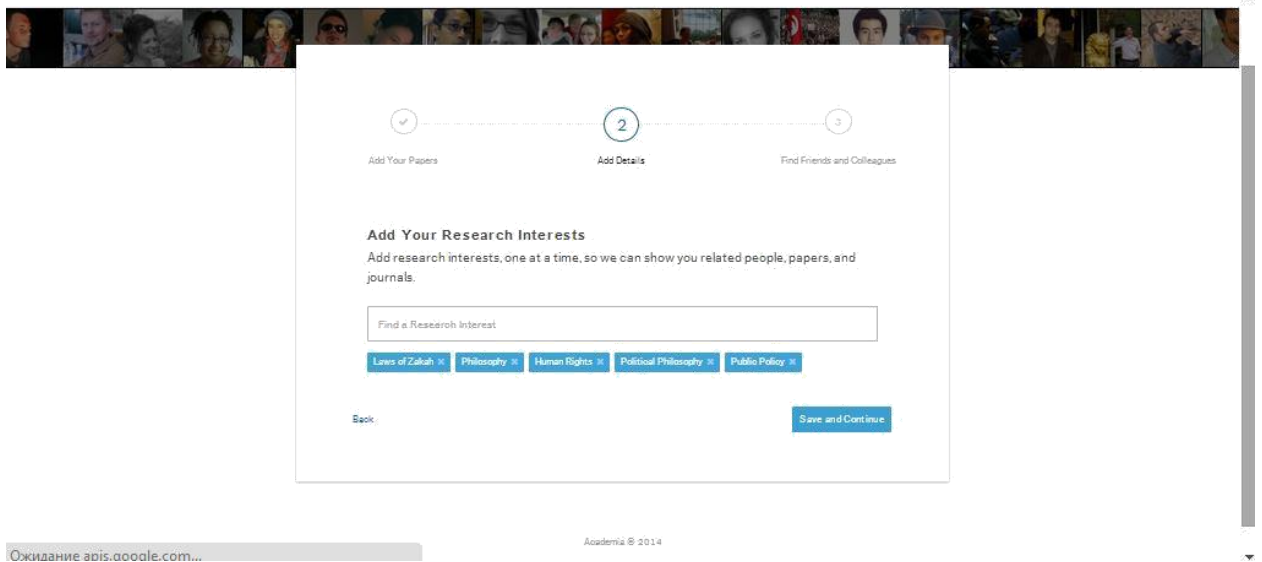 2
3
Add Your Papers
Add Details
Find Friends and Colleagues
Add Your Research Interests
Add research interests, one at a time, so we can show you related people, papers, and
journals.
Find a Research Interest
Laws of Zakah × Philosophy × Human Rights × Political Philosophy × Public Policy ×
Back
Save and Continue
Academia © 2014
Ожидание apis.google.com...